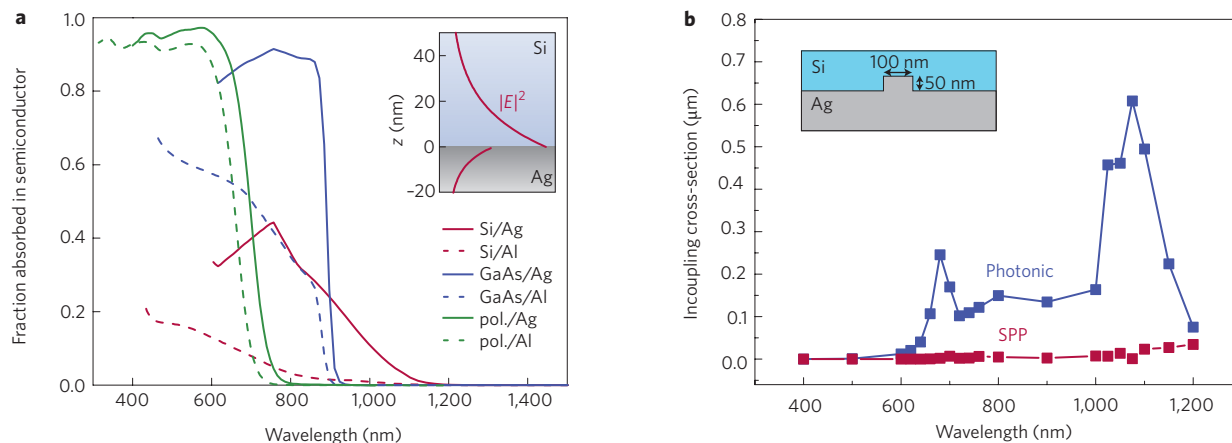 a
Fraction absorbed in semiconductor
1.0
0.8
0.6
0.4
0.2
0.0
400
600
800
1,000
1,200
1,400
Wavelength (nm)
z (nm)
40
20
0
–20
Si
|E|²
Ag
Si/Ag
Si/Al
GaAs/Ag
GaAs/Al
pol./Ag
pol./Al
b
Incoupling cross-section (μm)
0.8
0.7
0.6
0.5
0.4
0.3
0.2
0.1
0.0
400
600
800
1,000
1,200
Wavelength (nm)
Si
100 nm
50 nm
Ag
Photonic
SPP